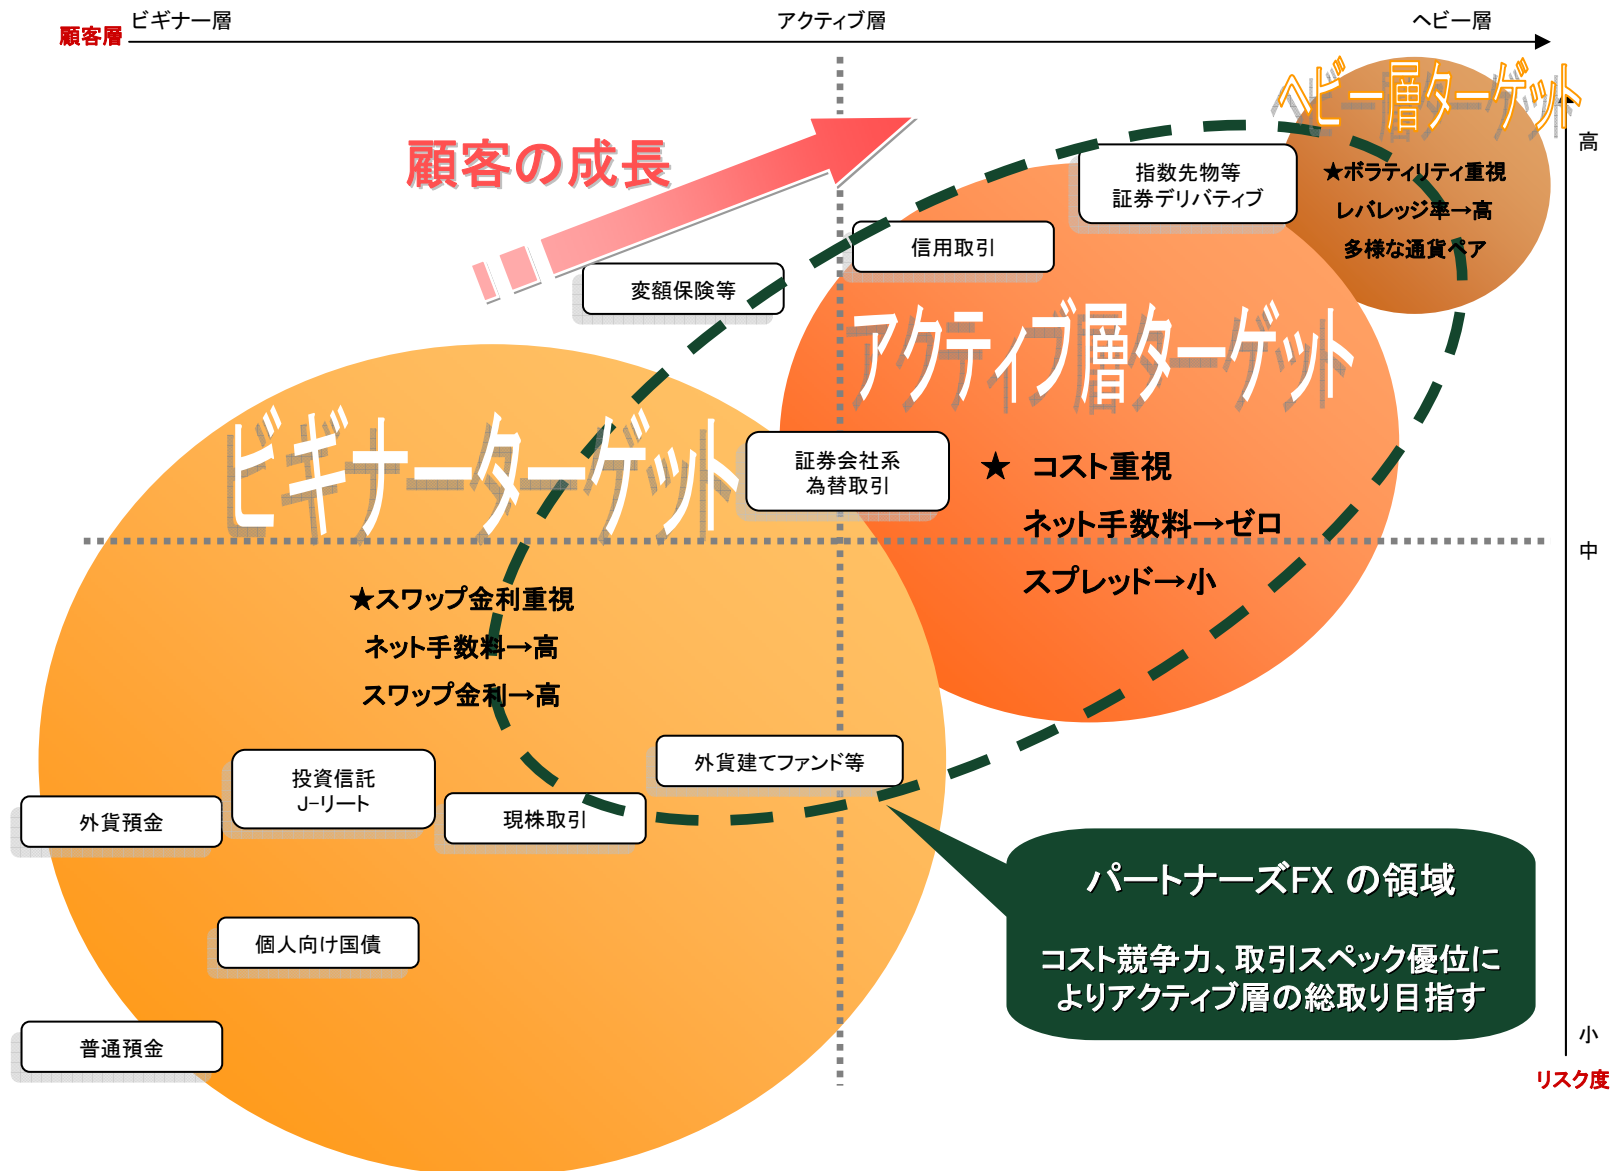 ビギナー層
アクティブ層
ヘビー層
顧客層
ヘビー層ターゲット
高
顧客の成長
指数先物等
証券デリバティブ
★ボラティリティ重視
レバレッジ率→高
多様な通貨ペア
信用取引
変額保険等
アクティブ層ターゲット
ビギナーターゲット
証券会社系
為替取引
★ コスト重視
ネット手数料→ゼロ
スプレッド→小
中
★スワップ金利重視
ネット手数料→高
スワップ金利→高
外貨建てファンド等
投資信託
J-リート
外貨預金
現株取引
パートナーズFX の領域
コスト競争力、取引スペック優位に
よりアクティブ層の総取り目指す
個人向け国債
普通預金
小
リスク度